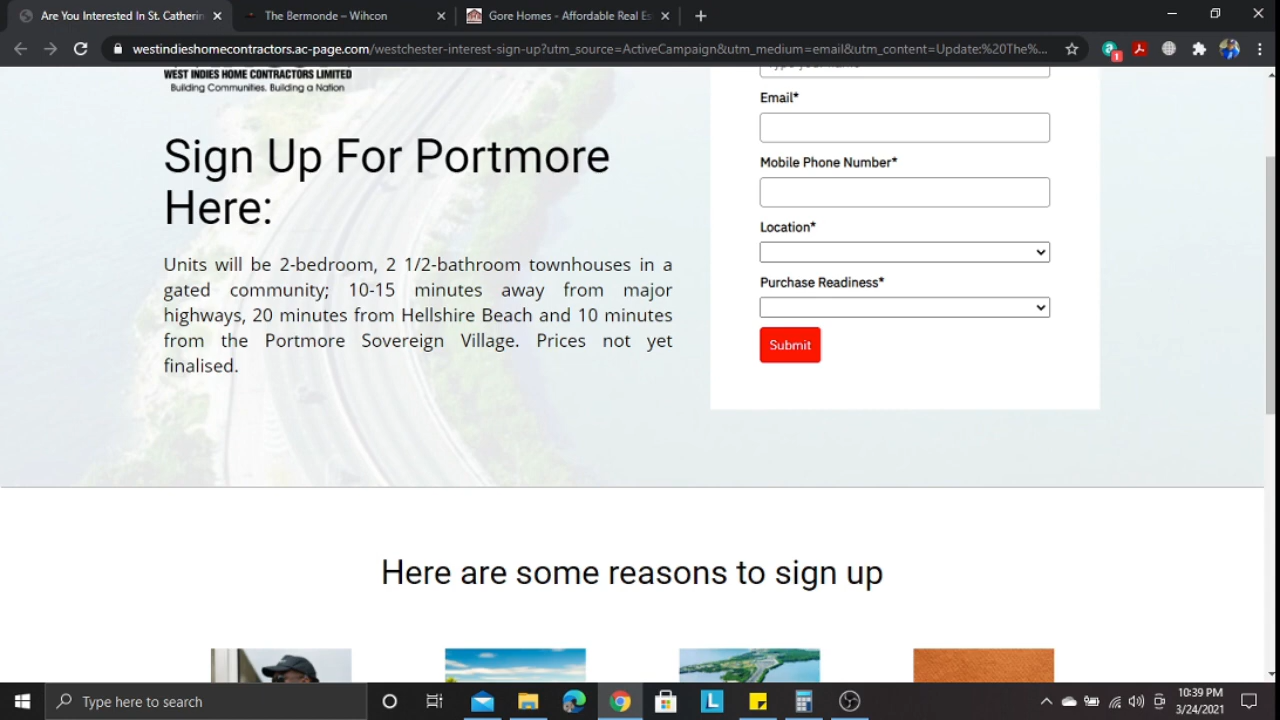 Are You Interested In St. Catherin
The Bermonde – Wihcon
Gore Homes - Affordable Real Es
westindieshomecontractors.ac-page.com/westchester-interest-sign-up?utm_source=ActiveCampaign&utm_medium=email&utm_content=Update:%20The%...
1
WEST INDIES HOME CONTRACTORS LIMITED
Building Communities. Building a Nation
Sign Up For Portmore
Here:
Units will be 2-bedroom, 2 1/2-bathroom townhouses in a
gated community; 10-15 minutes away from major
highways, 20 minutes from Hellshire Beach and 10 minutes
from the Portmore Sovereign Village. Prices not yet
finalised.
Type your name
Email*
Mobile Phone Number*
Location*
Purchase Readiness*
Submit
Here are some reasons to sign up
Type here to search
L
10:39 PM
3/24/2021